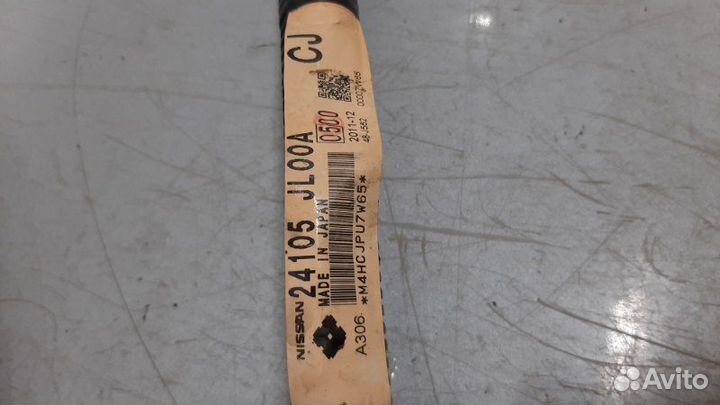 NISSAN 24105 JL00A CJ
MADE IN JAPAN 0500
2011-12
A306 *M4HCJPU7W65*
Avito